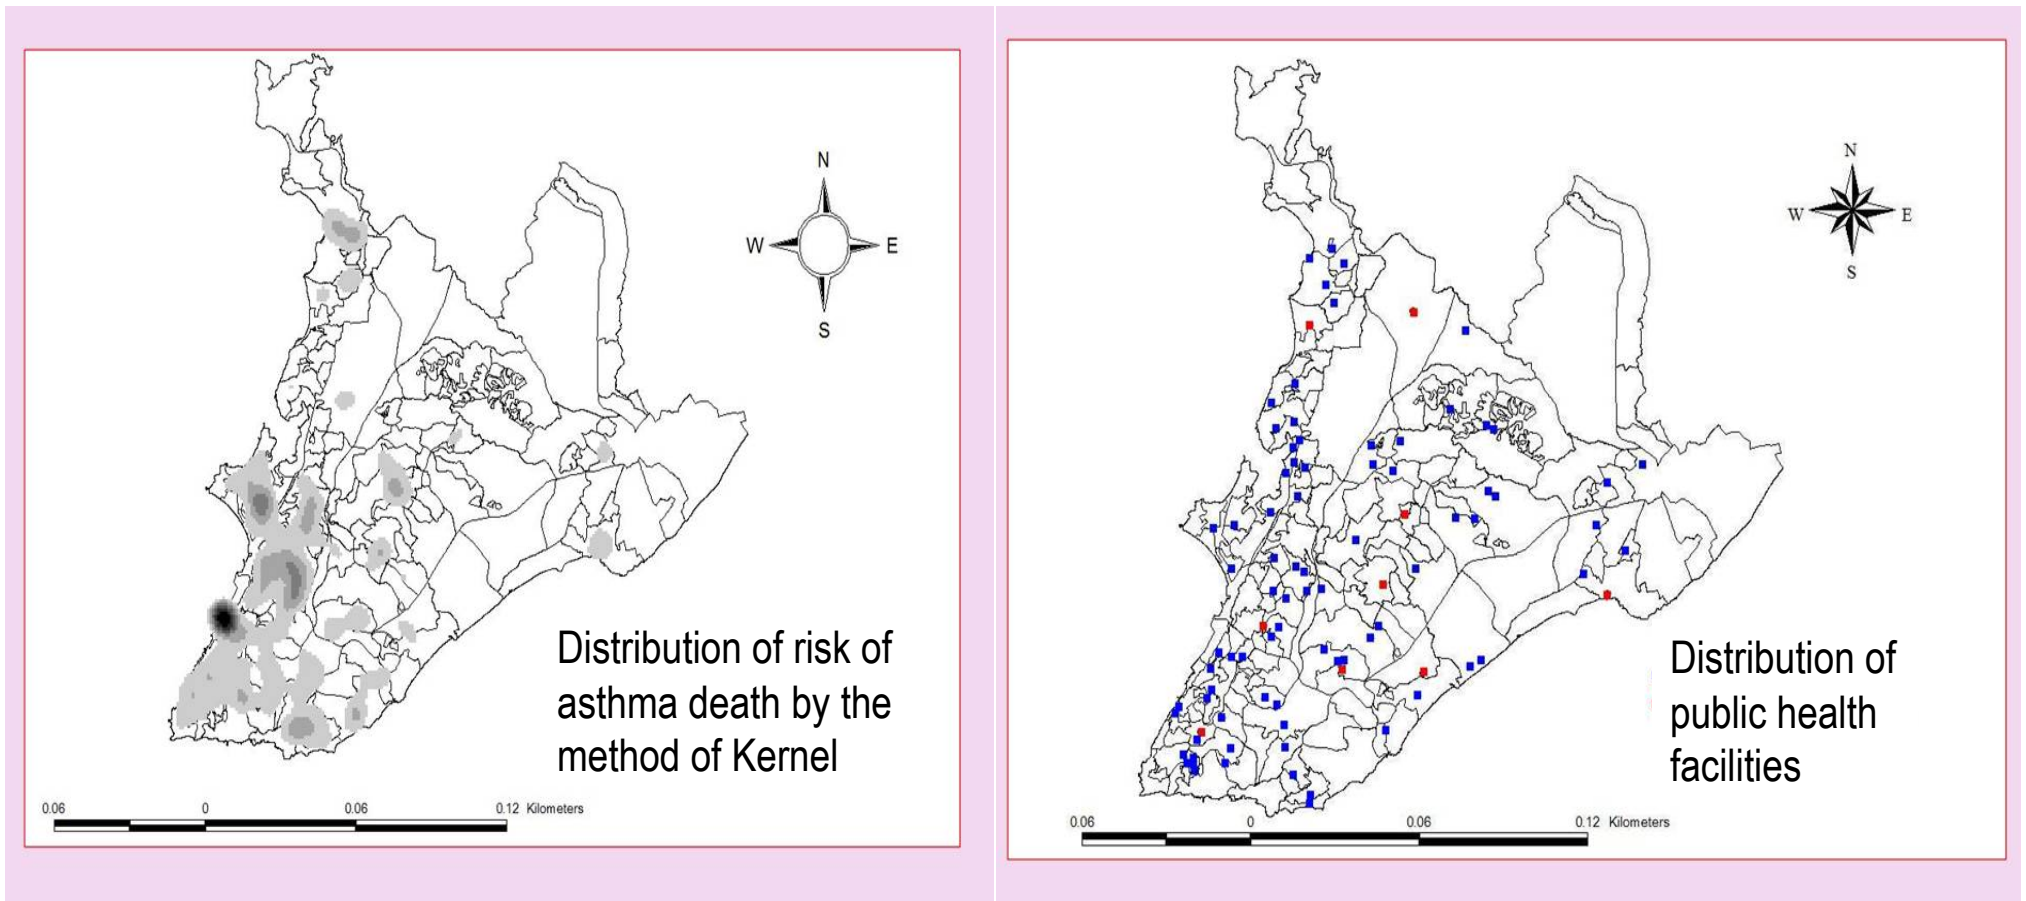 N
W E
S
Distribution of risk of
asthma death by the
method of Kernel
0.06 0 0.06 0.12 Kilometers
N
W E
S
Distribution of
public health
facilities
0.06 0 0.06 0.12 Kilometers